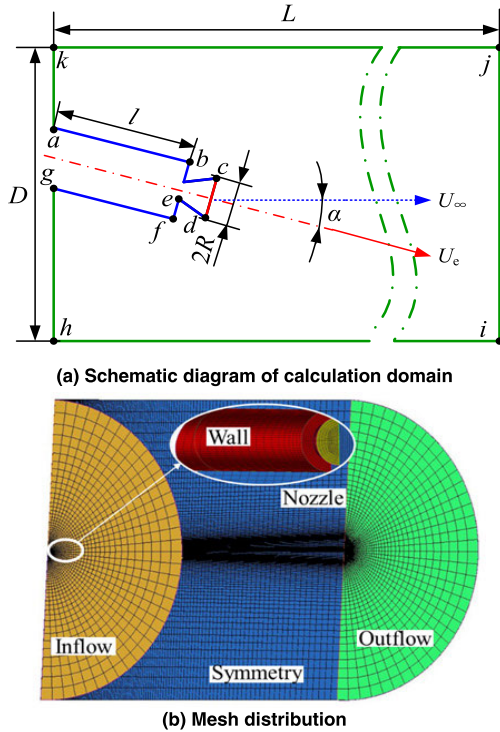 L
k
j
a
l
b
g
c
D
e
U∞
α
f
d
2R
Ue
h
i
(a) Schematic diagram of calculation domain
Wall
Nozzle
Inflow
Outflow
Symmetry
(b) Mesh distribution